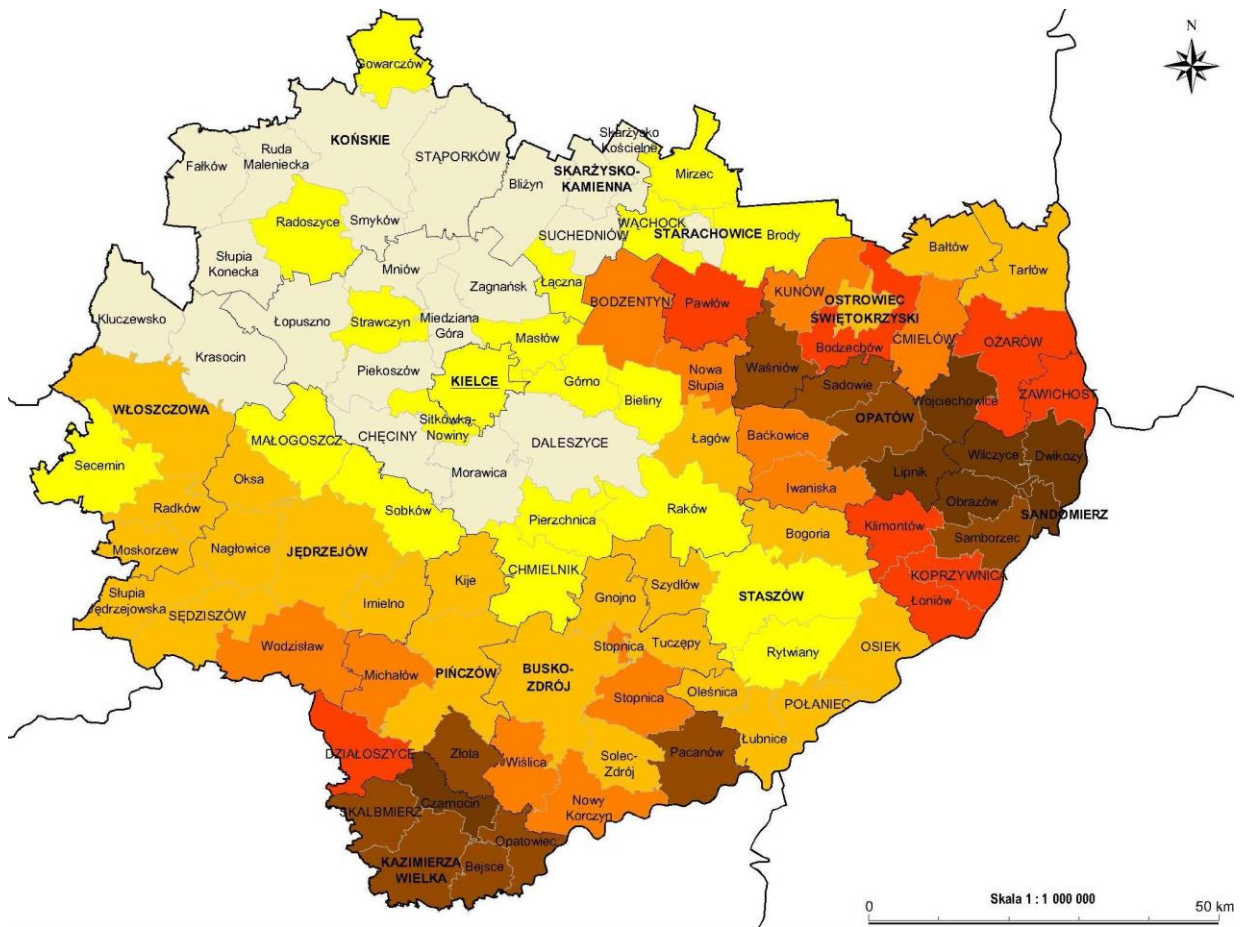 N
Gowarczów
KOŃSKIE
STĄPORKÓW
Ruda
Maleniecka
Fałków
Skarżysko
Kościelne
SKARŻYSKO-
KAMIENNA
Bliżyn
Mirzec
Radoszyce
Smyków
SUCHEDNIÓW
WĄCHOCK
STARACHOWICE
Brody
Słupia
Konecka
Mniów
Zagnańsk
Łączna
BODZENTYN
Pawłów
KUNÓW
OSTROWIEC
ŚWIĘTOKRZYSKI
Bałtów
Tarłów
Kluczewsko
Łopuszno
Strawczyn
Miedziana
Góra
Masłów
Bodzechów
ĆMIELÓW
OŻARÓW
Krasocin
Piekoszów
KIELCE
Górno
Nowa
Słupia
Waśniów
Sadowie
Wojciechowice
ZAWICHOST
WŁOSZCZOWA
MAŁOGOSZCZ
CHĘCINY
Sitkówka-
Nowiny
Bieliny
OPATÓW
Secemin
Oksa
Morawica
DALESZYCE
Łagów
Baćkowice
Lipnik
Wilczyce
Dwikozy
Radków
Sobków
Pierzchnica
Raków
Iwaniska
Obrazów
SANDOMIERZ
Moskorzew
Nagłowice
JĘDRZEJÓW
Bogoria
Klimontów
Samborzec
Słupia
Jędrzejowska
SĘDZISZÓW
Imielno
Kije
CHMIELNIK
Gnojno
Szydłów
STASZÓW
KOPRZYWNICA
Łoniów
Wodzisław
Michałów
PIŃCZÓW
BUSKO-
ZDRÓJ
Stopnica
Tuczępy
Rytwiany
OSIEK
Stopnica
Oleśnica
POŁANIEC
DZIAŁOSZYCE
Złota
Wiślica
Solec-
Zdrój
Pacanów
Łubnice
SKALBMIERZ
Czarnocin
Nowy
Korczyn
Opatowiec
KAZIMIERZA
WIELKA
Bejsce
Skala 1 : 1 000 000
0
50 km